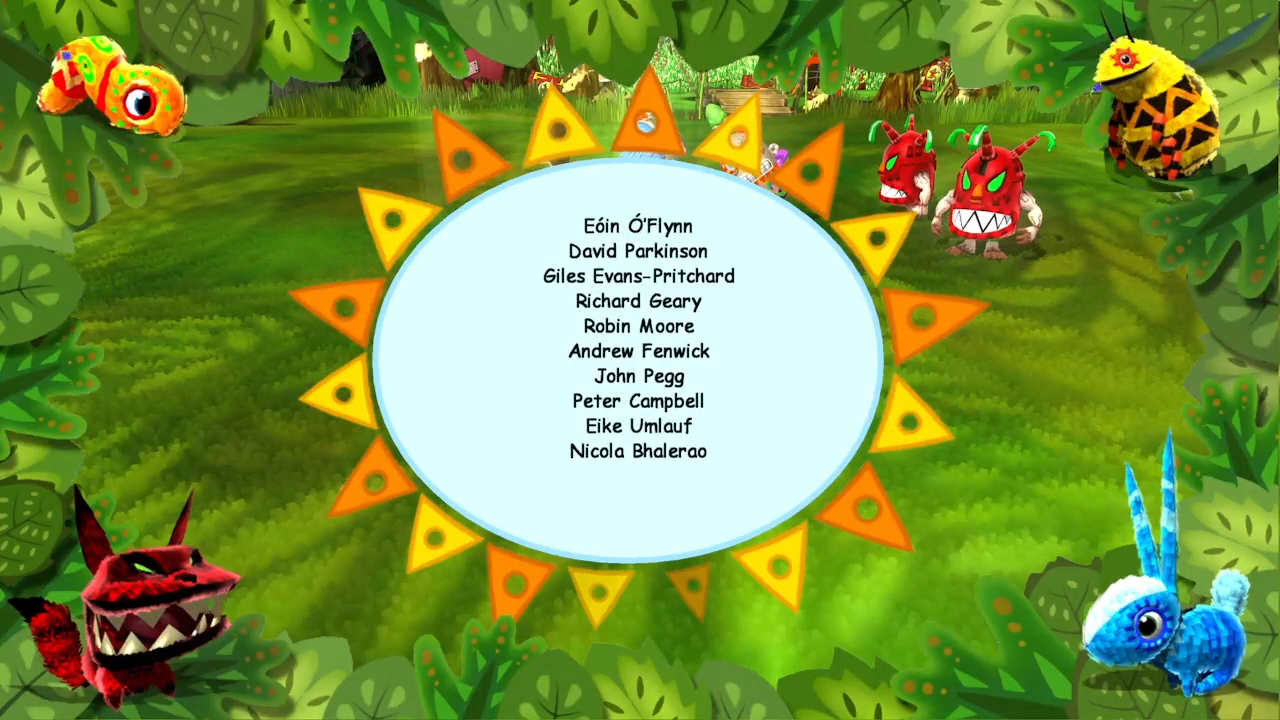 Eóin Ó'Flynn
David Parkinson
Giles Evans-Pritchard
Richard Geary
Robin Moore
Andrew Fenwick
John Pegg
Peter Campbell
Eike Umlauf
Nicola Bhalerao